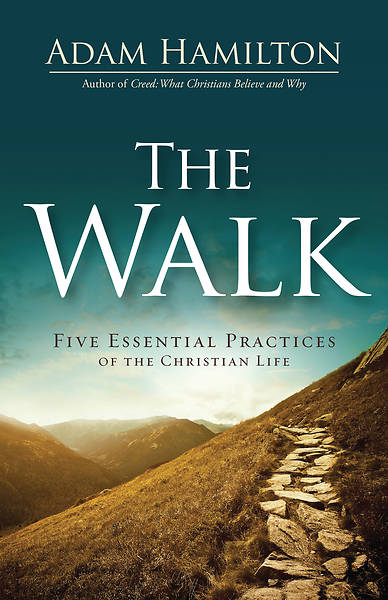 ADAM HAMILTON
Author of Creed: What Christians Believe and Why
THE
WALK
FIVE ESSENTIAL PRACTICES
OF THE CHRISTIAN LIFE